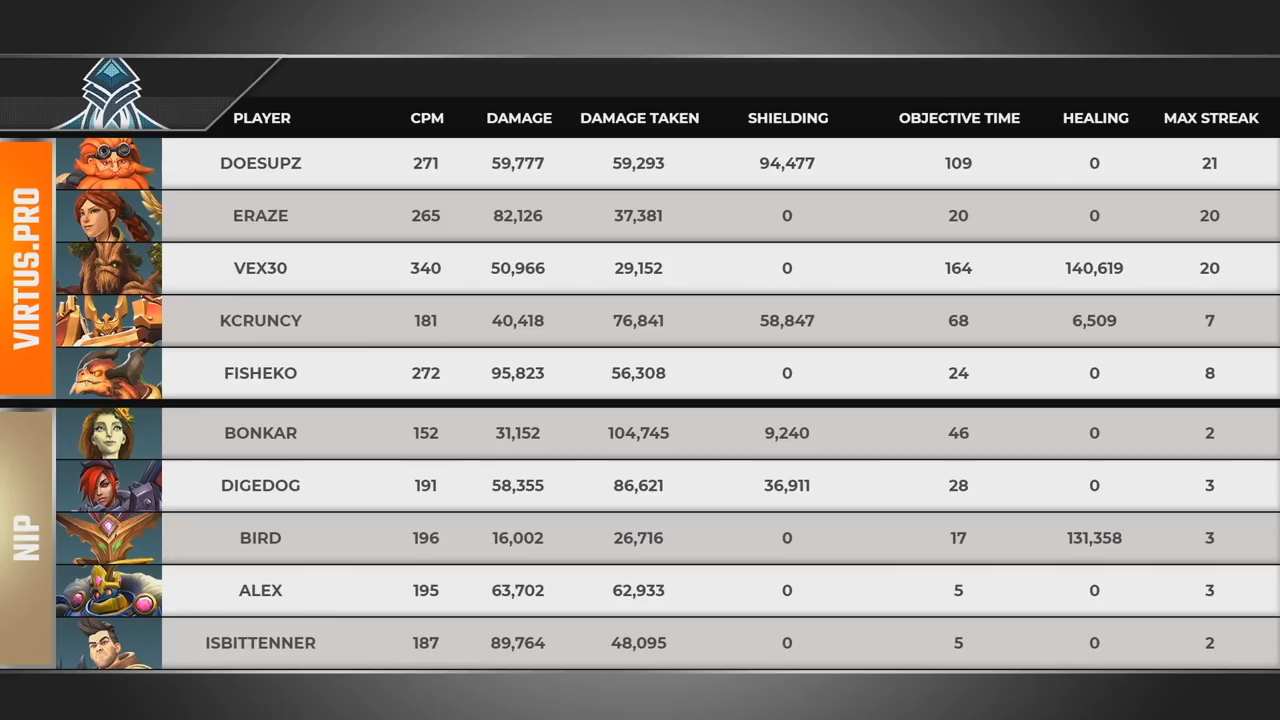 PLAYER CPM DAMAGE DAMAGE TAKEN SHIELDING OBJECTIVE TIME HEALING MAX STREAK
VIRTUS.PRO
DOESUPZ 271 59,777 59,293 94,477 109 0 21
ERAZE 265 82,126 37,381 0 20 0 20
VEX30 340 50,966 29,152 0 164 140,619 20
KCRUNCY 181 40,418 76,841 58,847 68 6,509 7
FISHEKO 272 95,823 56,308 0 24 0 8
NIP
BONKAR 152 31,152 104,745 9,240 46 0 2
DIGEDOG 191 58,355 86,621 36,911 28 0 3
BIRD 196 16,002 26,716 0 17 131,358 3
ALEX 195 63,702 62,933 0 5 0 3
ISBITTENNER 187 89,764 48,095 0 5 0 2